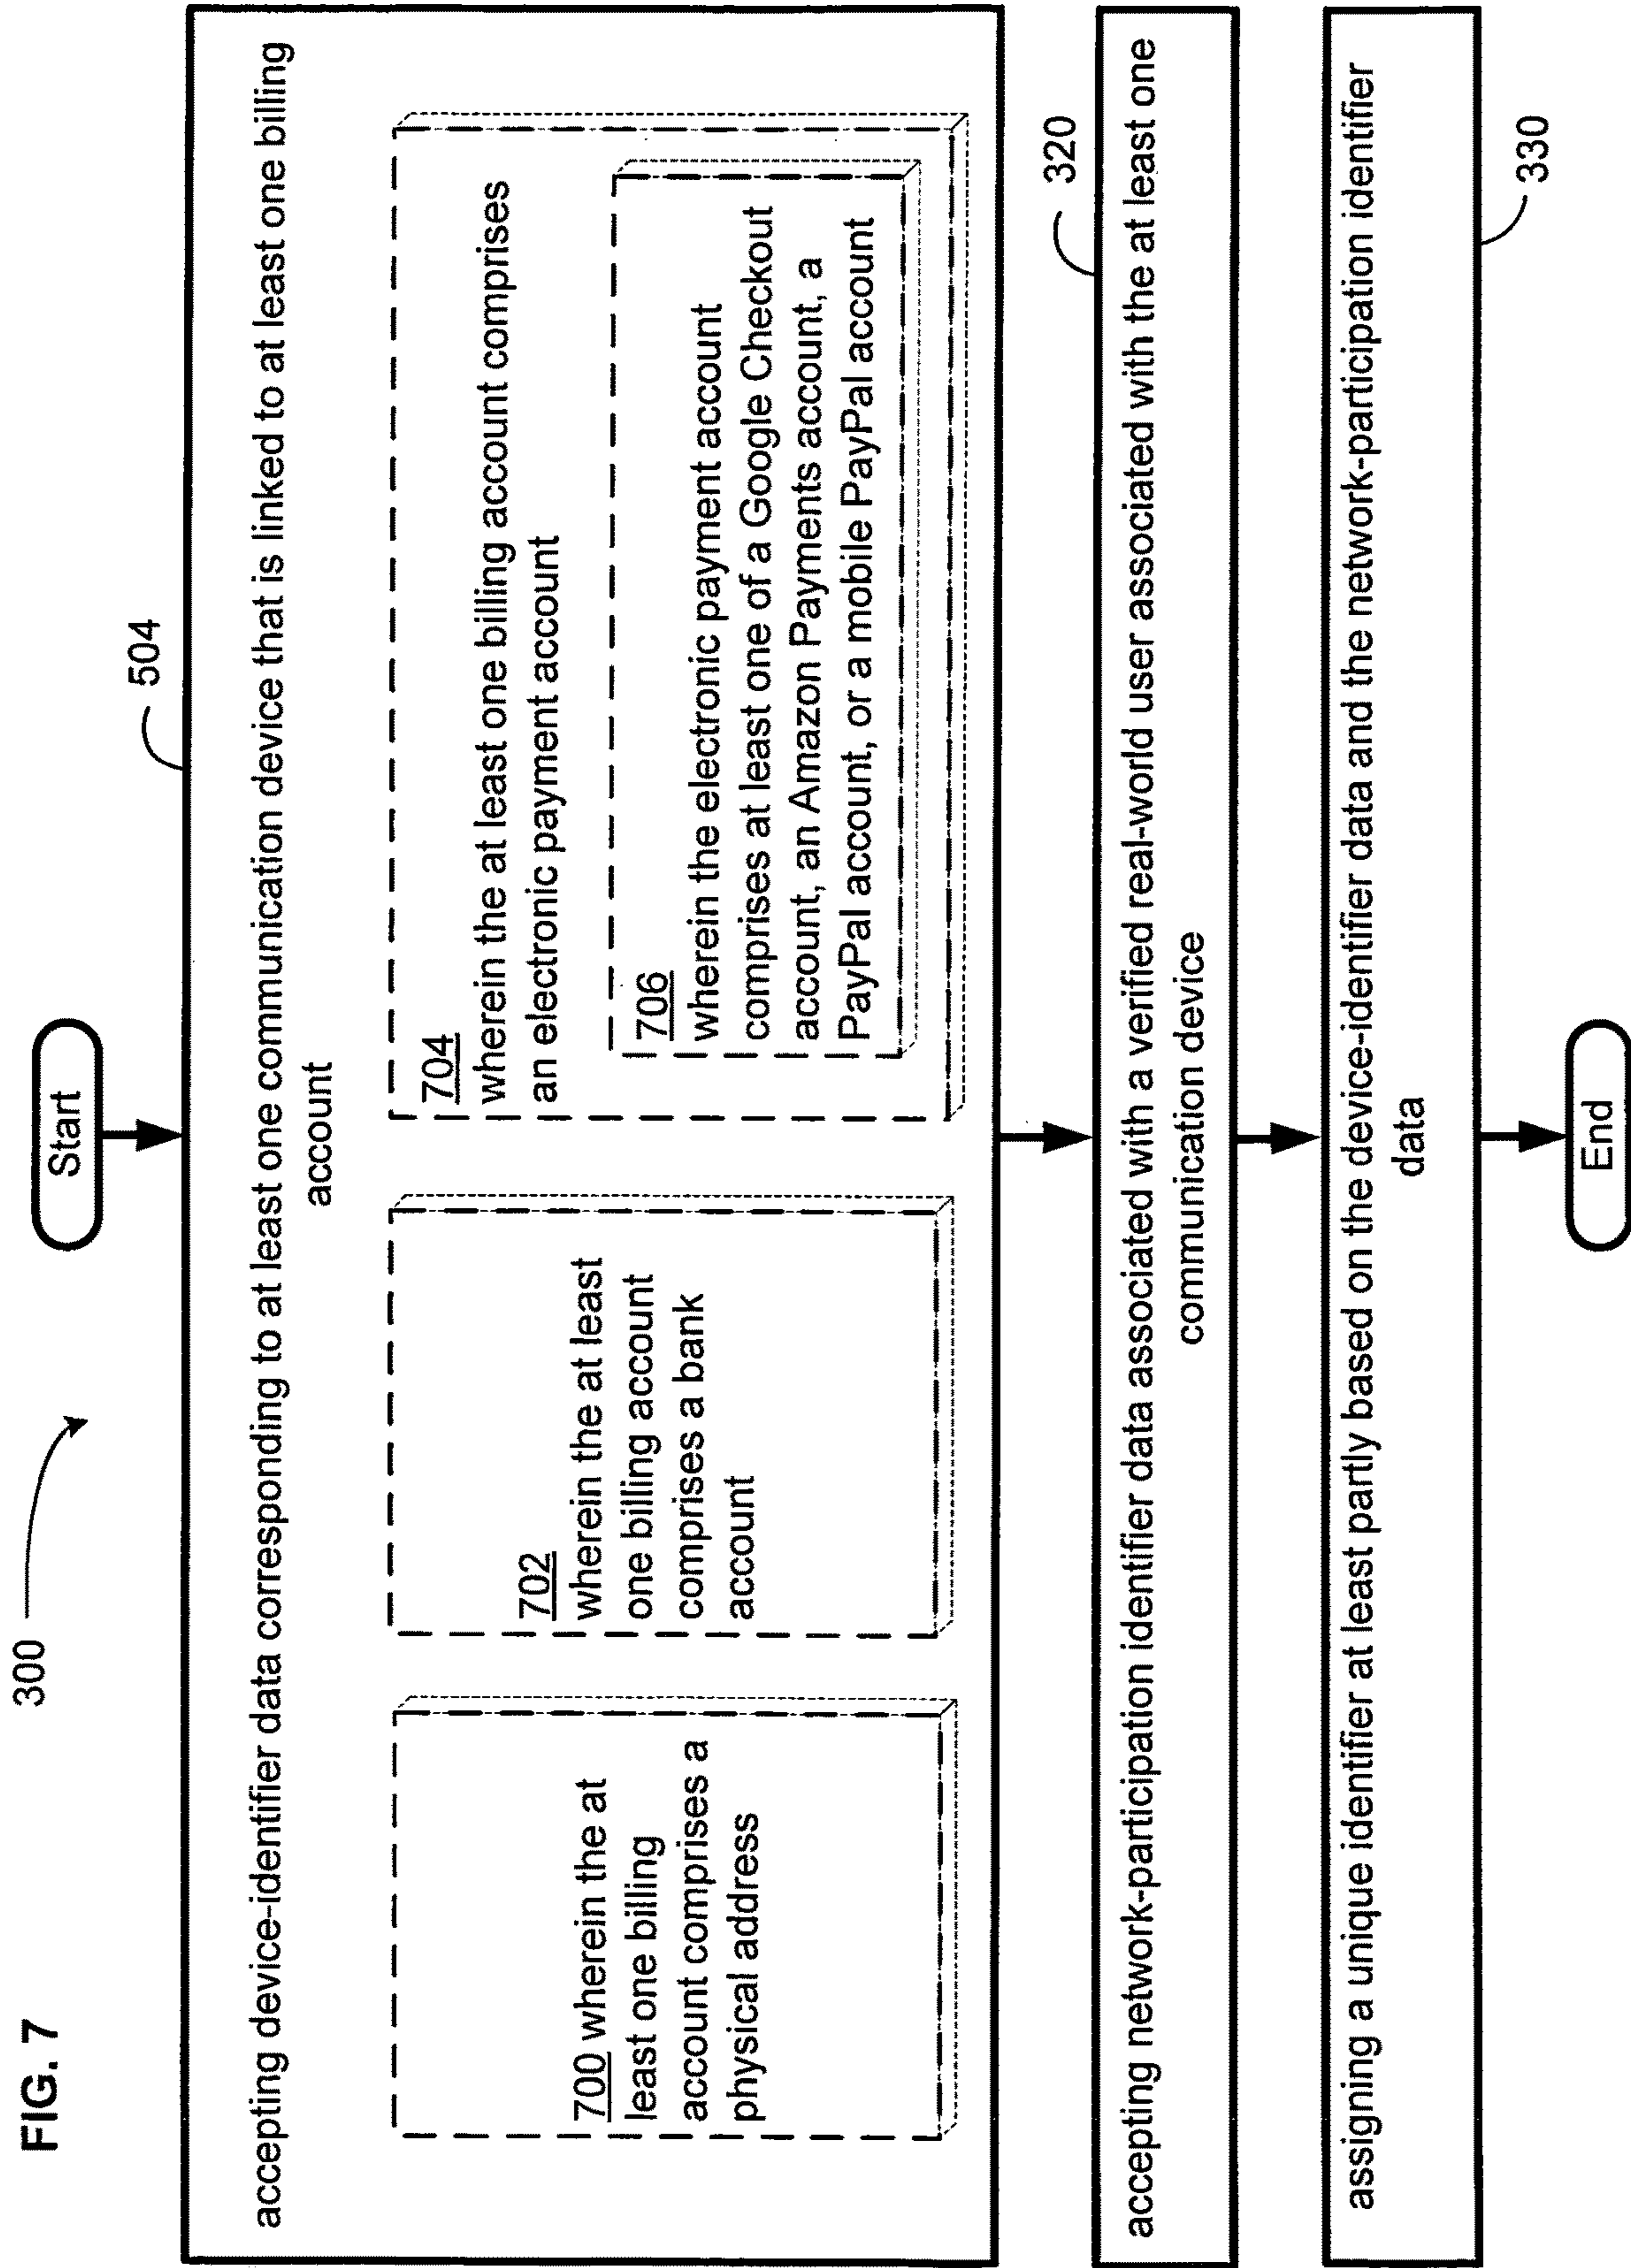 FIG. 7
300
Start
504
accepting device-identifier data corresponding to at least one communication device that is linked to at least one billing
account
700 wherein the at
least one billing
account comprises a
physical address
702
wherein the at least
one billing account
comprises a bank
account
704
wherein the at least one billing account comprises
an electronic payment account
706
wherein the electronic payment account
comprises at least one of a Google Checkout
account, an Amazon Payments account, a
PayPal account, or a mobile PayPal account
320
accepting network-participation identifier data associated with a verified real-world user associated with the at least one
communication device
assigning a unique identifier at least partly based on the device-identifier data and the network-participation identifier
data
330
End